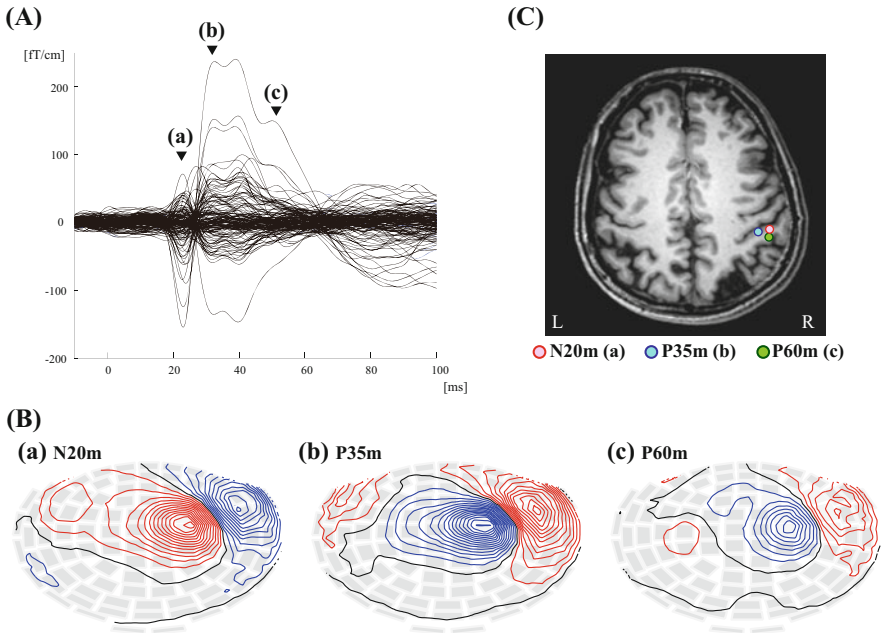 (A)
[fT/cm]
(a)
(b)
(c)
200
100
0
-100
-200
0
20
40
60
80
100
[ms]
(C)
L
R
N20m (a)
P35m (b)
P60m (c)
(B)
(a) N20m
(b) P35m
(c) P60m